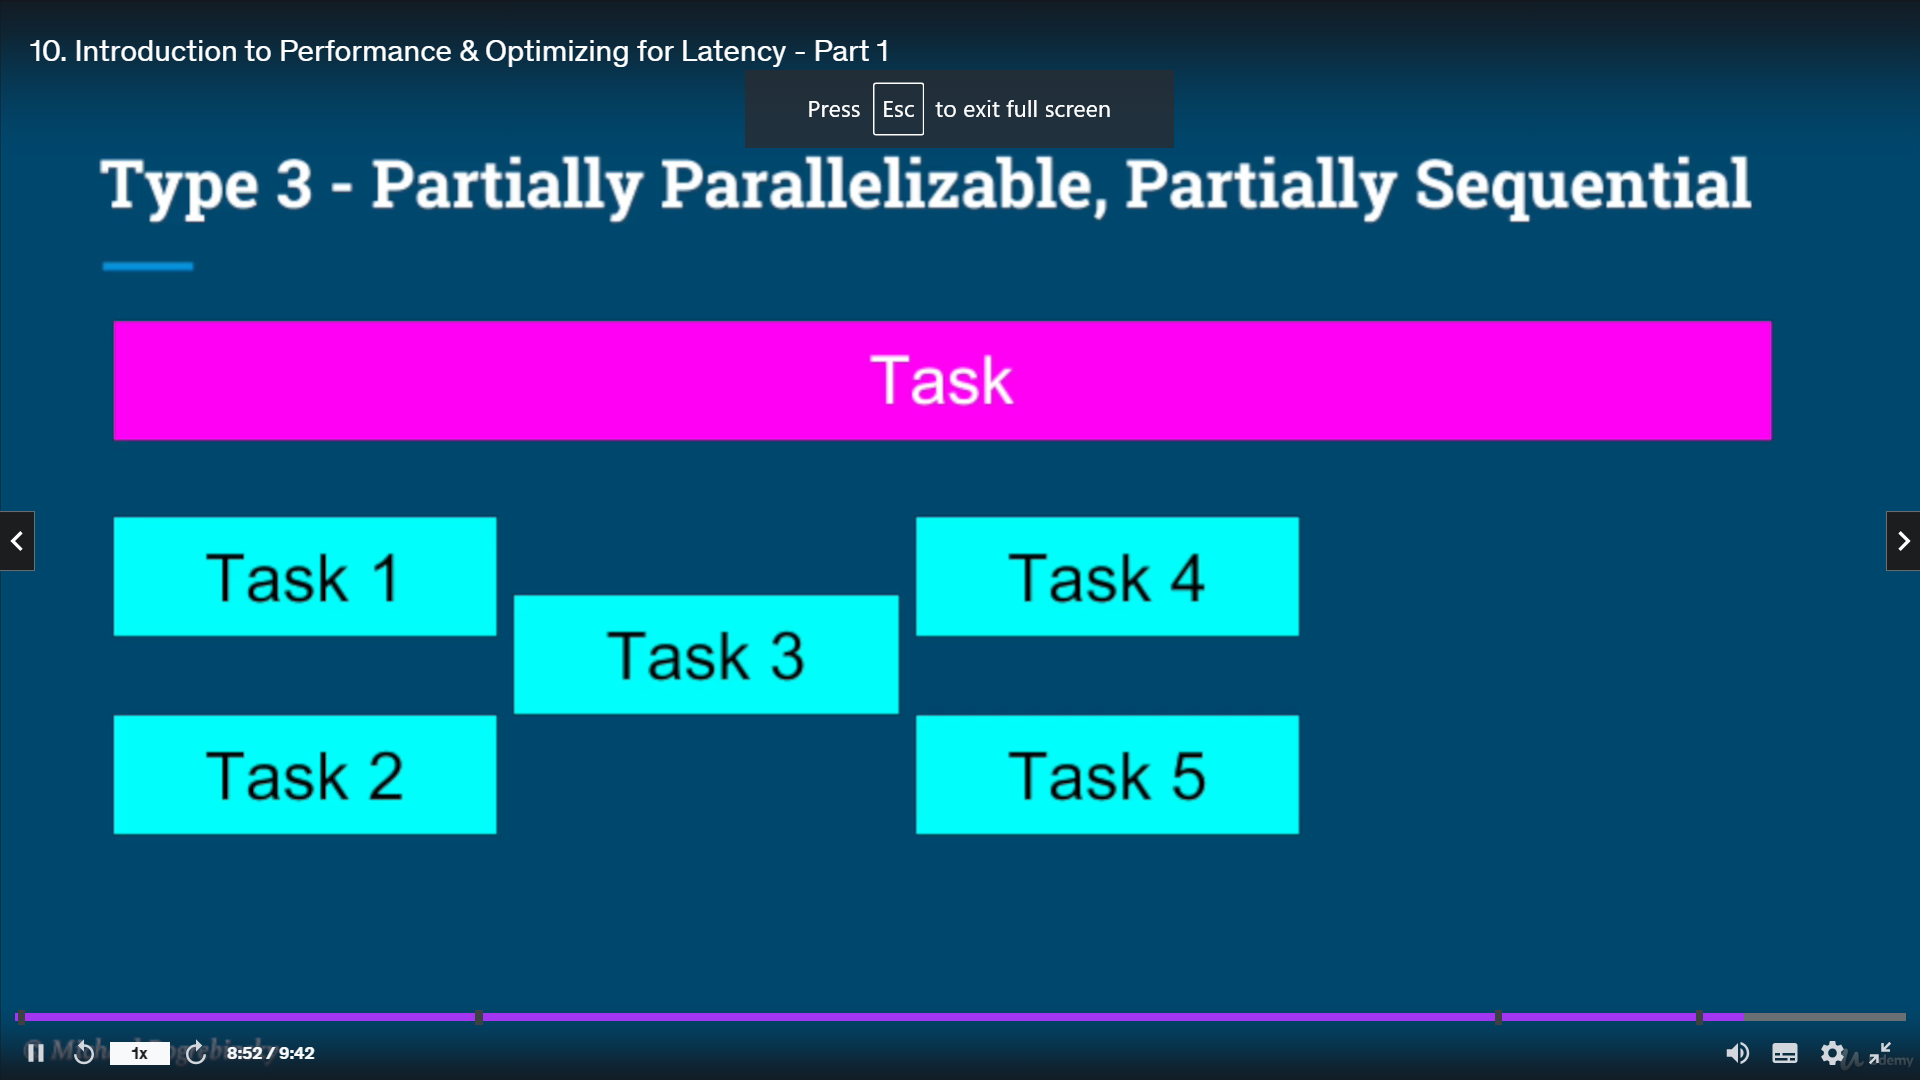 10. Introduction to Performance & Optimizing for Latency - Part 1
Press Esc to exit full screen
Type 3 - Partially Parallelizable, Partially Sequential
Task
Task 1
Task 4
Task 3
Task 2
Task 5
1x
8:52 / 9:42